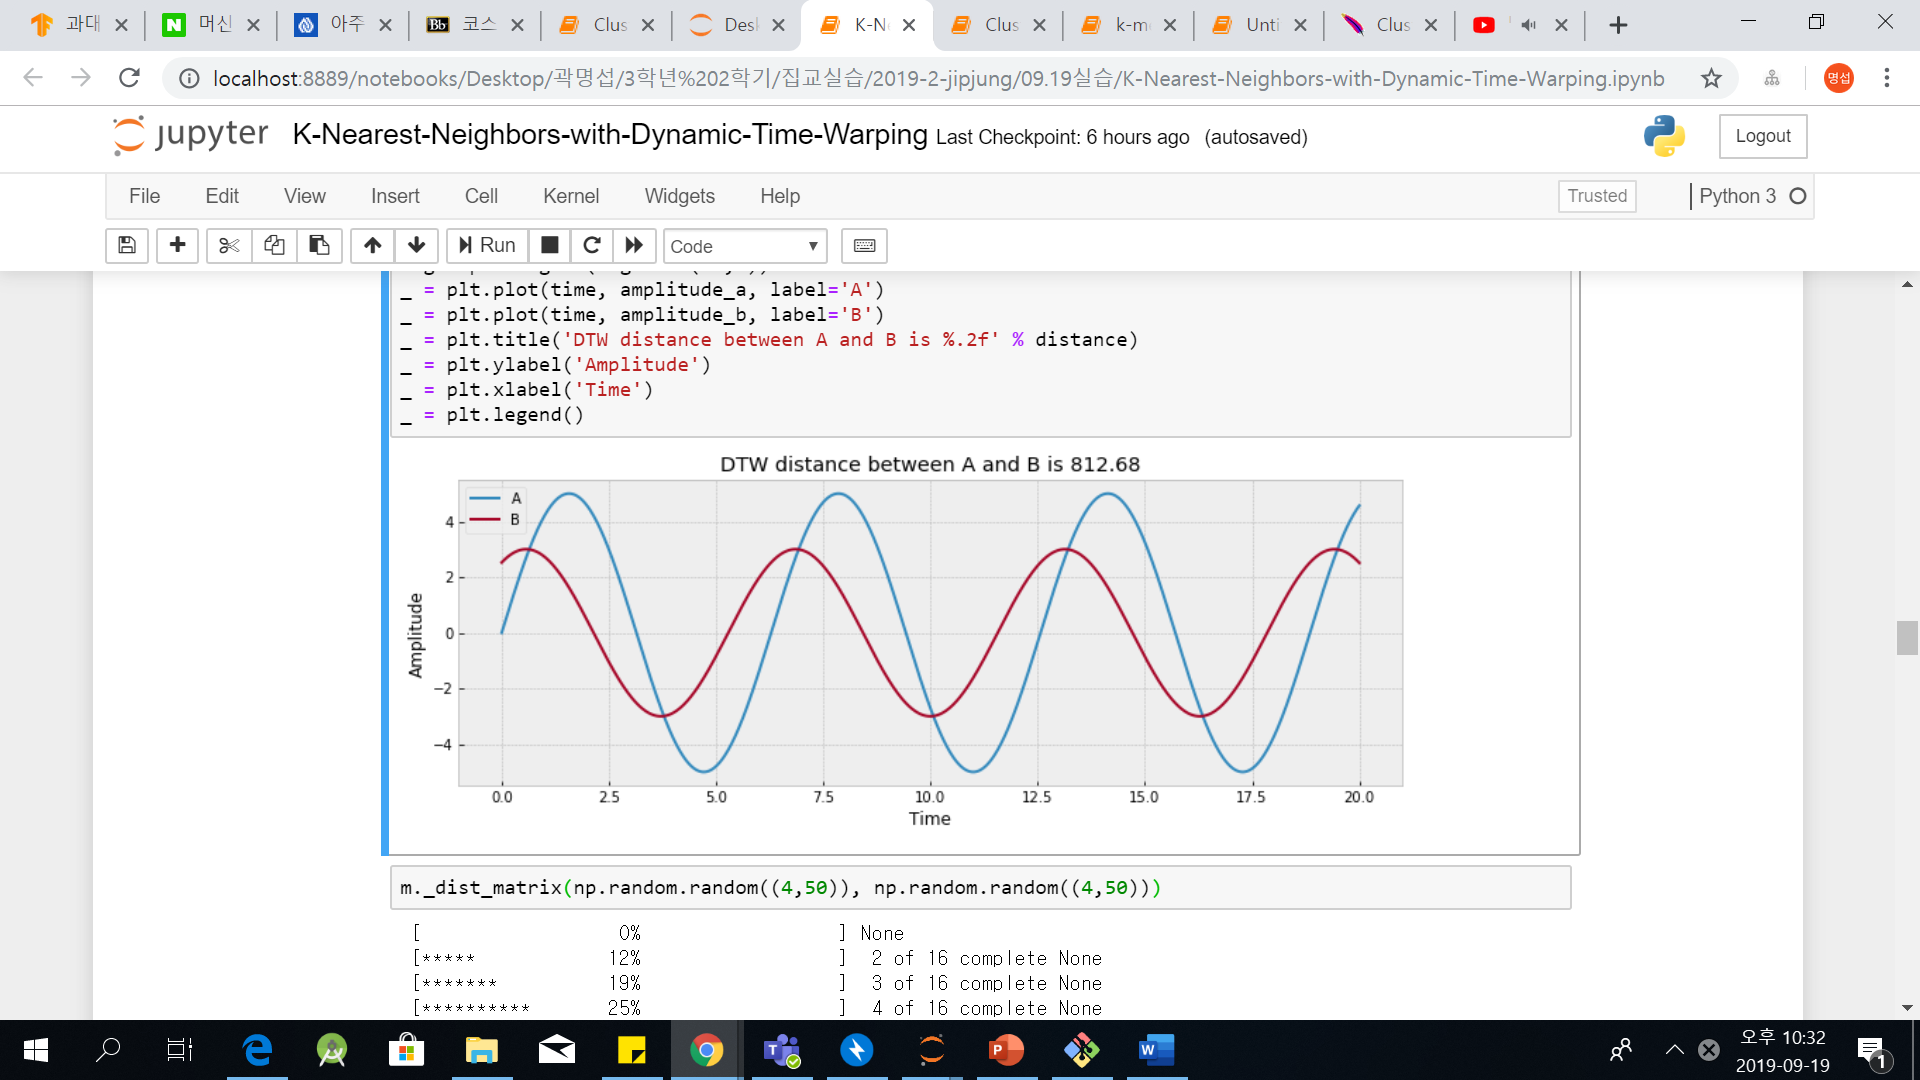 과대
머신
아주
Bb 코스
Clus
Desk
K-Ne
Clus
k-me
Unti
Clus
localhost:8889/notebooks/Desktop/곽명섭/3학년%202학기/집교실습/2019-2-jipjung/09.19실습/K-Nearest-Neighbors-with-Dynamic-Time-Warping.ipynb
명섭
jupyter K-Nearest-Neighbors-with-Dynamic-Time-Warping Last Checkpoint: 6 hours ago (autosaved)
Logout
File Edit View Insert Cell Kernel Widgets Help
Trusted
Python 3
Run
Code
_ = plt.plot(time, amplitude_a, label='A')
_ = plt.plot(time, amplitude_b, label='B')
_ = plt.title('DTW distance between A and B is %.2f' % distance)
_ = plt.ylabel('Amplitude')
_ = plt.xlabel('Time')
_ = plt.legend()
DTW distance between A and B is 812.68
A
B
4
2
0
−2
−4
Amplitude
0.0 2.5 5.0 7.5 10.0 12.5 15.0 17.5 20.0
Time
m._dist_matrix(np.random.random((4,50)), np.random.random((4,50)))
[ 0% ] None
[***** 12% ] 2 of 16 complete None
[******* 19% ] 3 of 16 complete None
[********** 25% ] 4 of 16 complete None
오후 10:32
2019-09-19
1